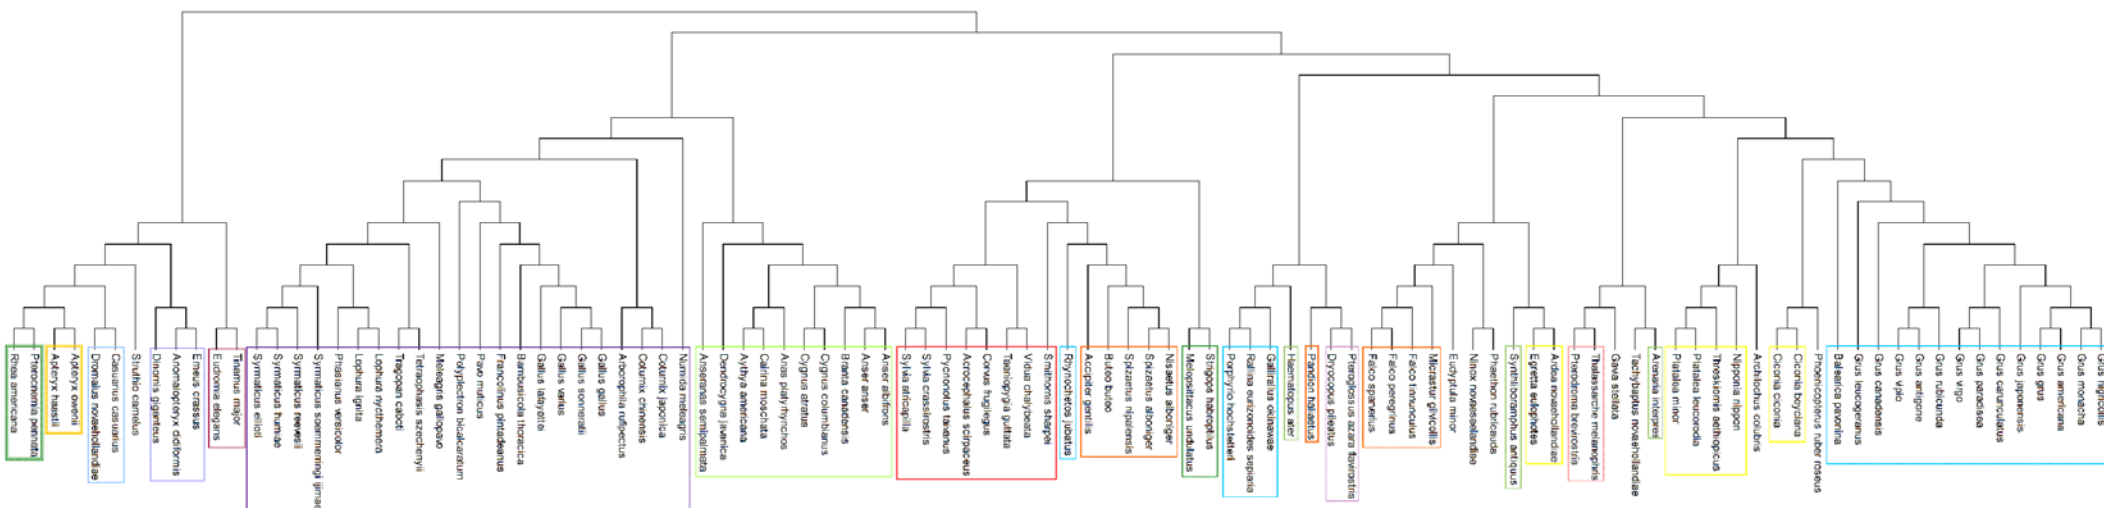 Rhea americana
Pterocnemia pennata
Apteryx haastii
Apteryx owenii
Dromaius novaehollandiae
Casuarius casuarius
Struthio camelus
Dinornis giganteus
Anomalopteryx didiformis
Emeus crassus
Eudromia elegans
Tinamus major
Syrmaticus ellioti
Syrmaticus humiae
Syrmaticus reevesii
Syrmaticus soemmerringi ijimae
Phasianus versicolor
Lophura ignita
Lophura nycthemera
Tragopan caboti
Tetraophasis szechenyii
Meleagris gallopavo
Polyplectron bicalcaratum
Pavo muticus
Francolinus pintadeanus
Bambusicola thoracica
Gallus lafayettei
Gallus varius
Gallus sonneratii
Gallus gallus
Arborophila rufipectus
Coturnix chinensis
Coturnix japonica
Numida meleagris
Anseranas semipalmata
Dendrocygna javanica
Aythya americana
Cairina moschata
Anas platyrhynchos
Cygnus atratus
Cygnus columbianus
Branta canadensis
Anser anser
Anser albifrons
Sylvia atricapilla
Sylvia crassirostris
Pycnonotus taivanus
Acrocephalus scirpaceus
Corvus frugilegus
Taeniopygia guttata
Vidua chalybeata
Smithornis sharpei
Rhynochetos jubatus
Accipiter gentilis
Buteo buteo
Spizaetus nipalensis
Spizaetus alboniger
Nisaetus alboniger
Melopsittacus undulatus
Strigops habroptilus
Porphyrio hochstetteri
Rallina eurizonoides sepiaria
Gallirallus okinawae
Haematopus ater
Pandion haliaetus
Dryocopus pileatus
Pteroglossus azara flavirostris
Falco sparverius
Falco peregrinus
Falco tinnunculus
Micrastur gilvicollis
Eudyptula minor
Ninox novaeseelandiae
Phaethon rubricauda
Synthliboramphus antiquus
Egretta eulophotes
Ardea novaehollandiae
Pterodroma brevirostris
Thalassarche melanophris
Gavia stellata
Tachybaptus novaehollandiae
Arenaria interpres
Platalea minor
Platalea leucorodia
Threskiornis aethiopicus
Nipponia nippon
Archilochus colubris
Ciconia ciconia
Ciconia boyciana
Phoenicopterus ruber roseus
Balearica pavonina
Grus leucogeranus
Grus canadensis
Grus vipio
Grus antigone
Grus rubicunda
Grus virgo
Grus paradisea
Grus carunculatus
Grus japonensis
Grus grus
Grus americana
Grus monacha
Grus nigricollis